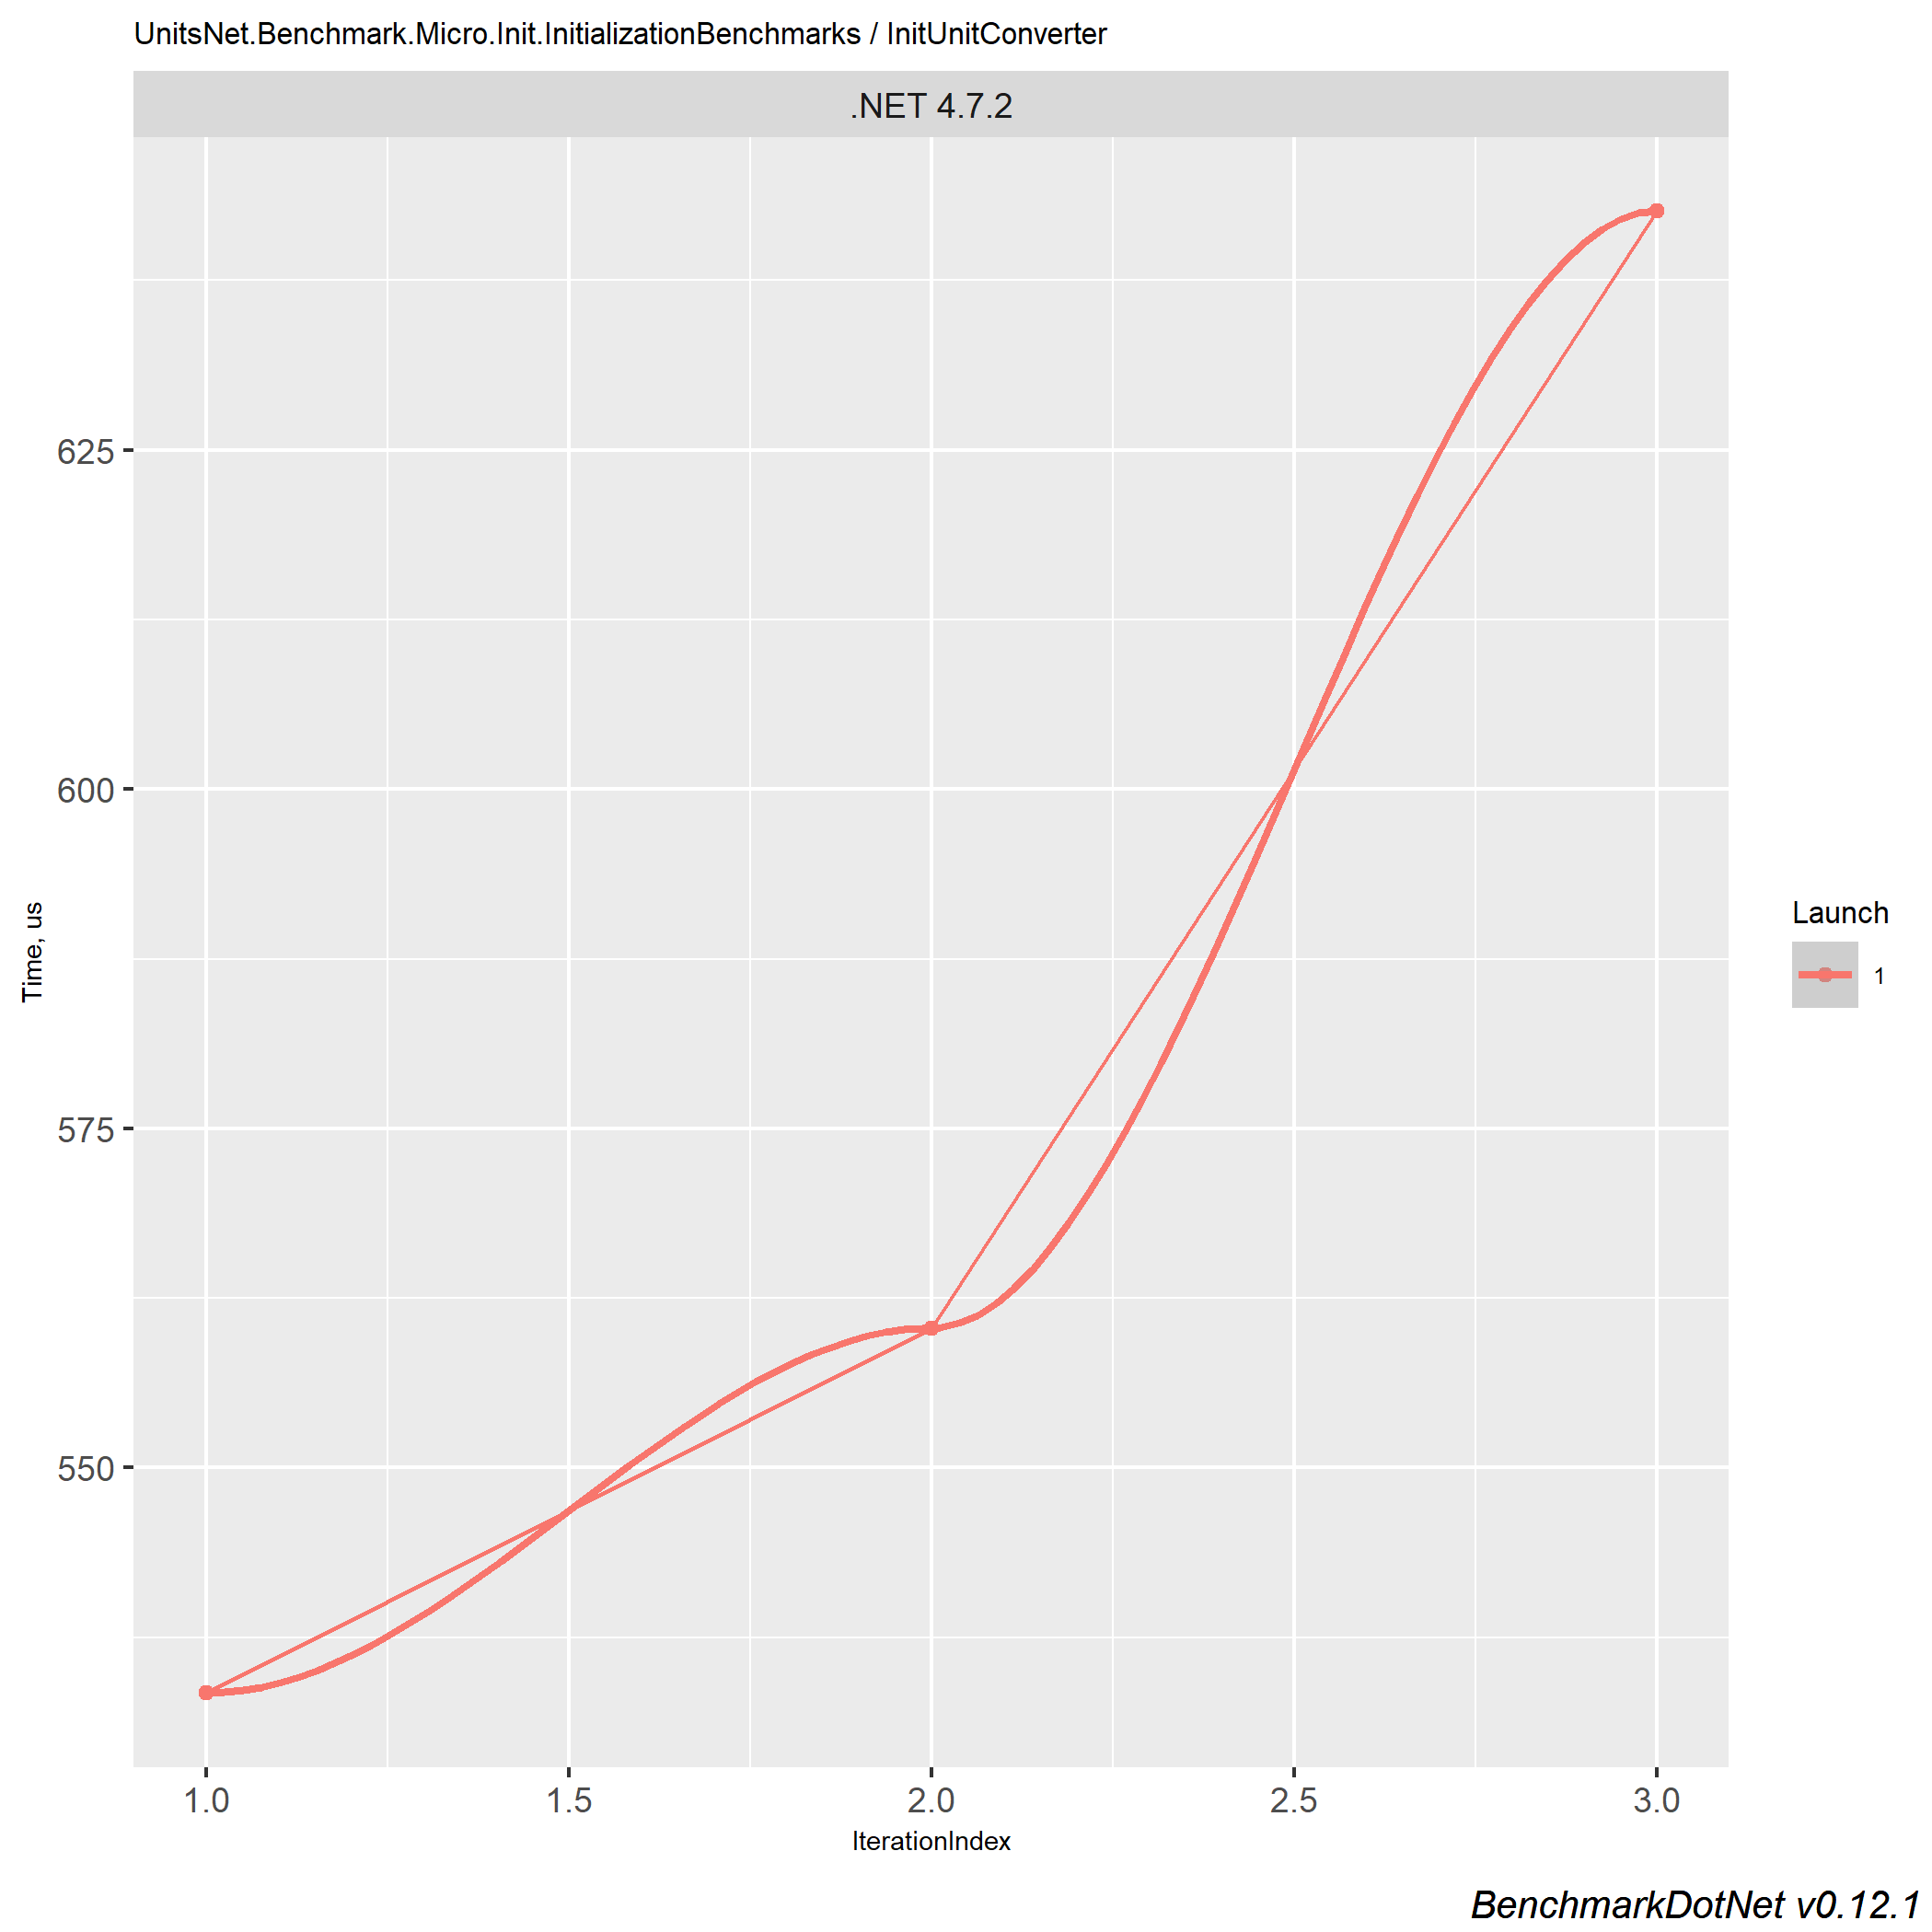 UnitsNet.Benchmark.Micro.Init.InitializationBenchmarks / InitUnitConverter
.NET 4.7.2
625
600
575
550
Time, us
1.0 1.5 2.0 2.5 3.0
IterationIndex
Launch
1
BenchmarkDotNet v0.12.1